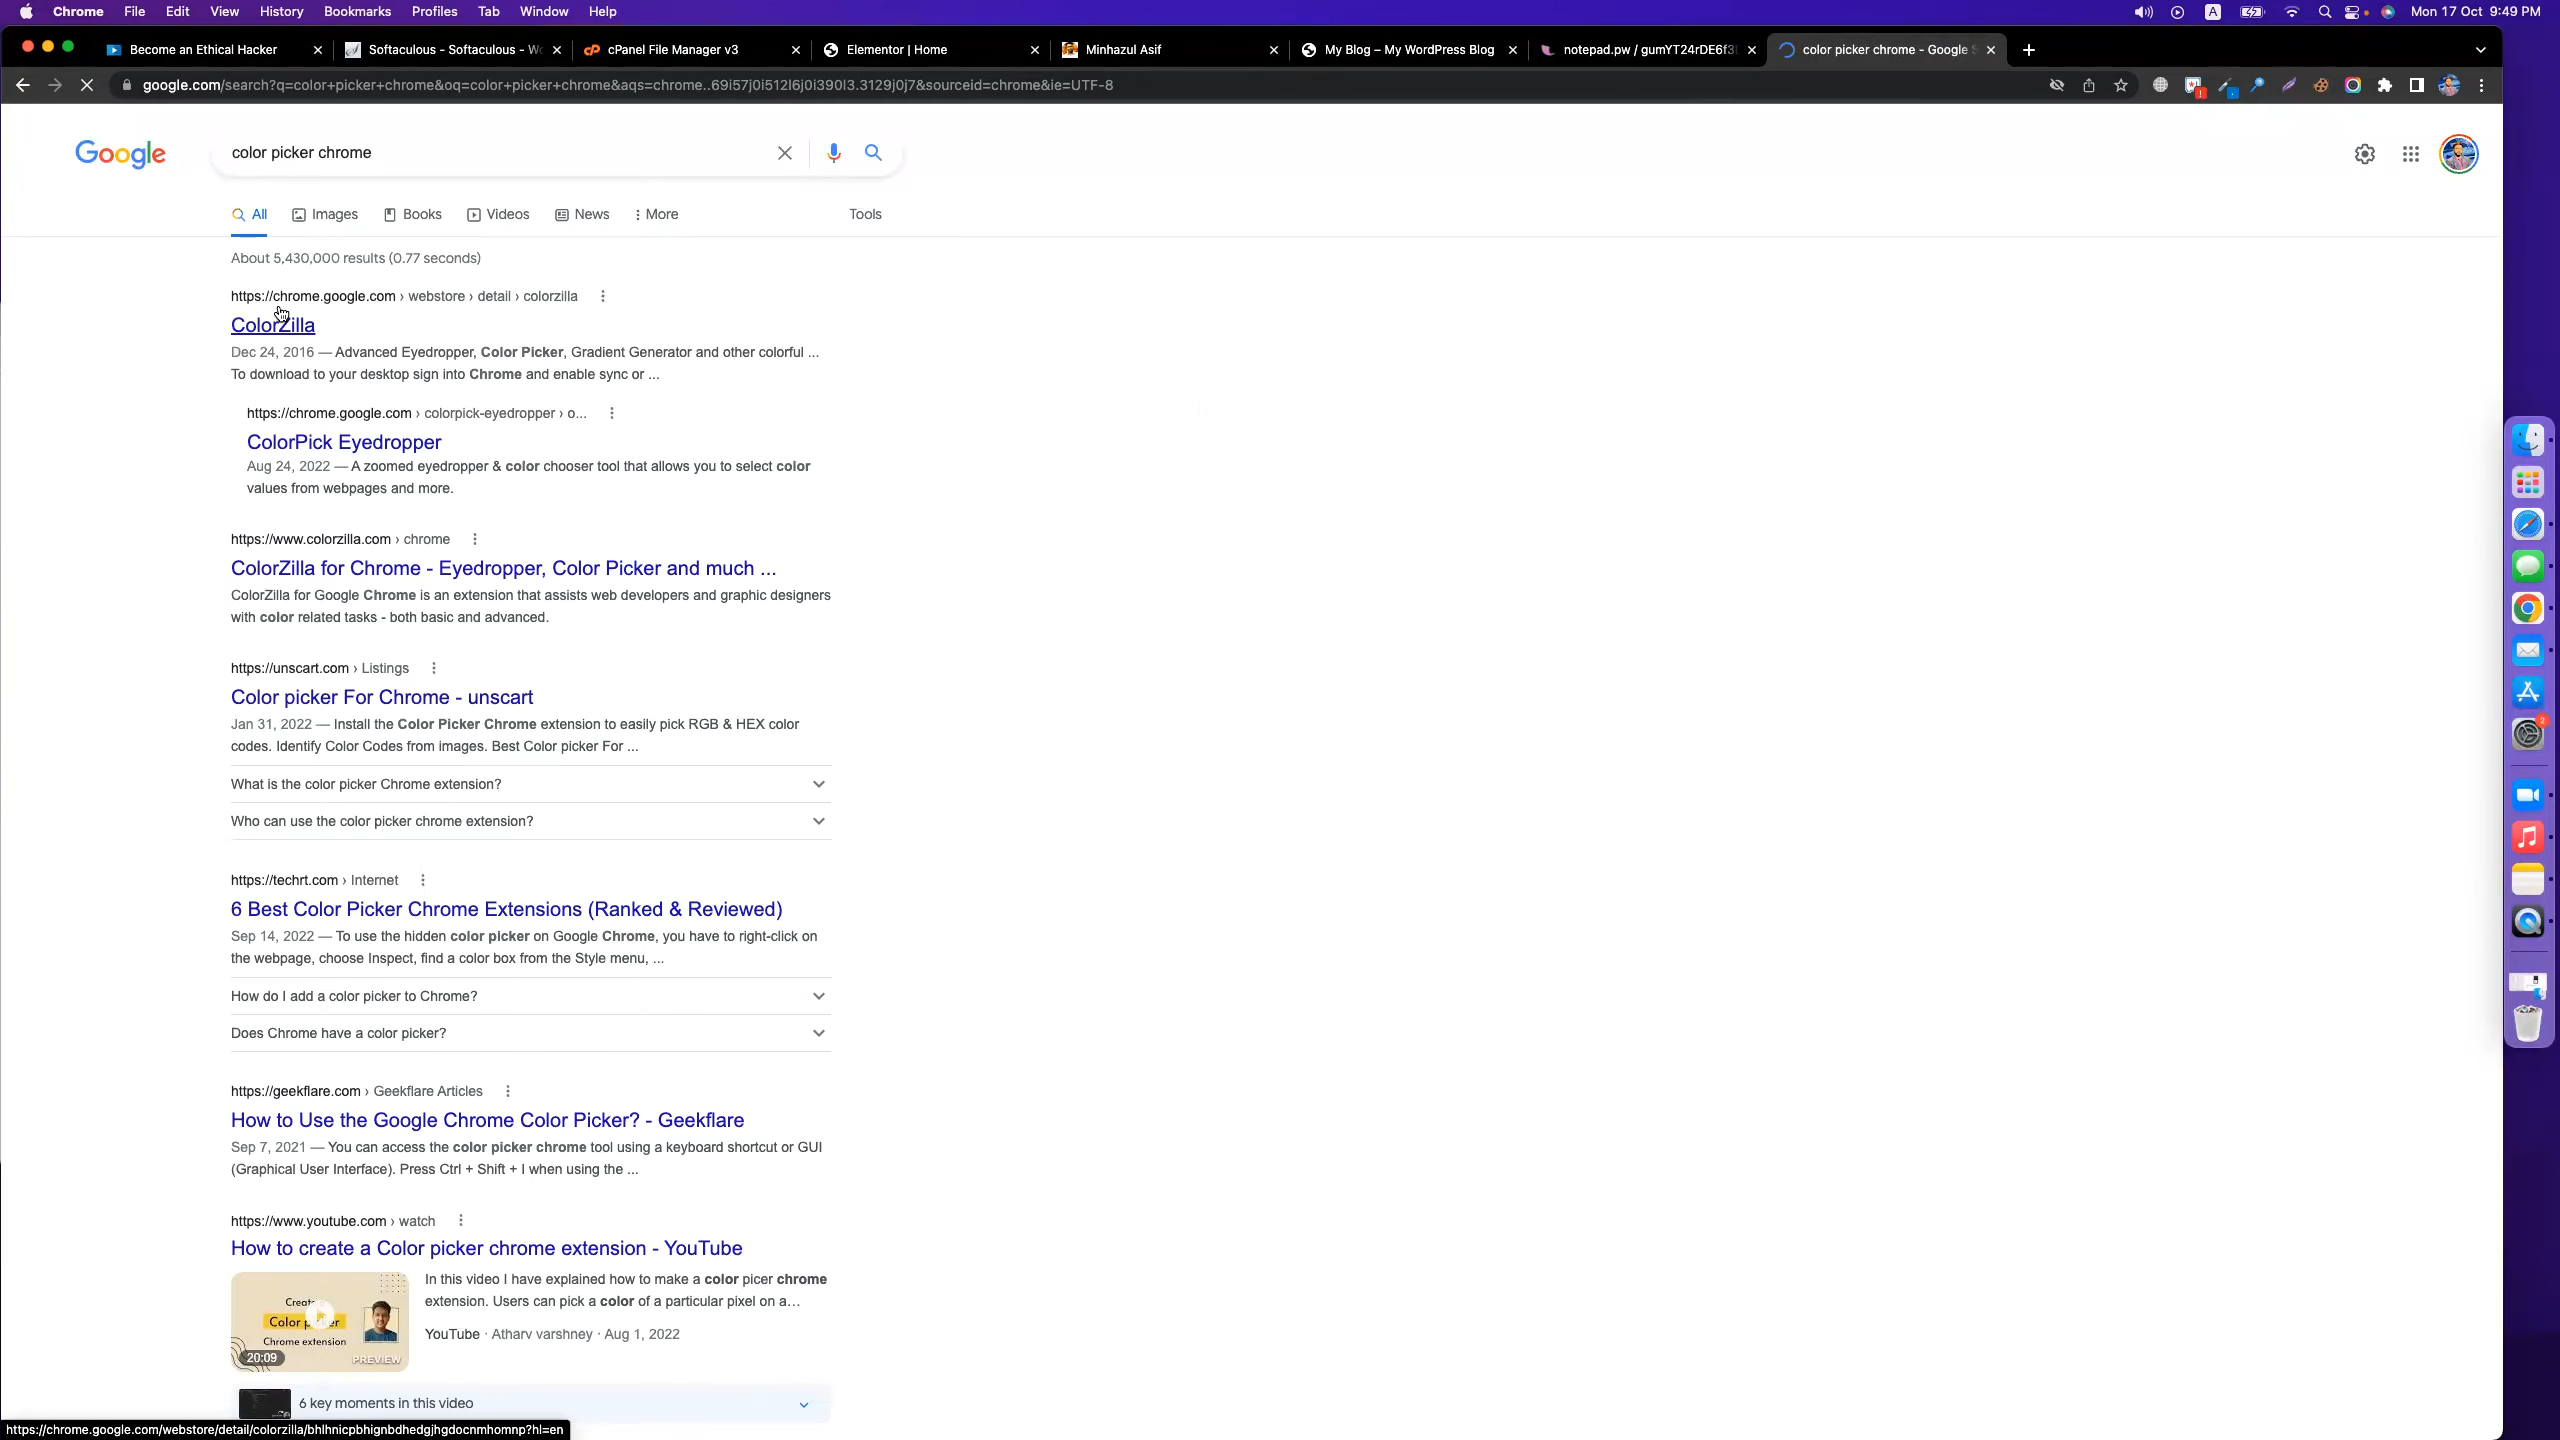 Chrome File Edit View History Bookmarks Profiles Tab Window Help
A
Mon 17 Oct 9:49 PM
Become an Ethical Hacker
Softaculous - Softaculous - Wo
cPanel File Manager v3
Elementor | Home
Minhazul Asif
My Blog – My WordPress Blog
notepad.pw / gumYT24rDE6f3
color picker chrome - Google S
google.com/search?q=color+picker+chrome&oq=color+picker+chrome&aqs=chrome..69i57j0i512l6j0i390l3.3129j0j7&sourceid=chrome&ie=UTF-8
Google
color picker chrome
All Images Books Videos News More Tools
About 5,430,000 results (0.77 seconds)
https://chrome.google.com › webstore › detail › colorzilla
ColorZilla
Dec 24, 2016 — Advanced Eyedropper, Color Picker, Gradient Generator and other colorful ...
To download to your desktop sign into Chrome and enable sync or ...
https://chrome.google.com › colorpick-eyedropper › o...
ColorPick Eyedropper
Aug 24, 2022 — A zoomed eyedropper & color chooser tool that allows you to select color
values from webpages and more.
https://www.colorzilla.com › chrome
ColorZilla for Chrome - Eyedropper, Color Picker and much ...
ColorZilla for Google Chrome is an extension that assists web developers and graphic designers
with color related tasks - both basic and advanced.
https://unscart.com › Listings
Color picker For Chrome - unscart
Jan 31, 2022 — Install the Color Picker Chrome extension to easily pick RGB & HEX color
codes. Identify Color Codes from images. Best Color picker For ...
What is the color picker Chrome extension?
Who can use the color picker chrome extension?
https://techrt.com › Internet
6 Best Color Picker Chrome Extensions (Ranked & Reviewed)
Sep 14, 2022 — To use the hidden color picker on Google Chrome, you have to right-click on
the webpage, choose Inspect, find a color box from the Style menu, ...
How do I add a color picker to Chrome?
Does Chrome have a color picker?
https://geekflare.com › Geekflare Articles
How to Use the Google Chrome Color Picker? - Geekflare
Sep 7, 2021 — You can access the color picker chrome tool using a keyboard shortcut or GUI
(Graphical User Interface). Press Ctrl + Shift + I when using the ...
https://www.youtube.com › watch
How to create a Color picker chrome extension - YouTube
In this video I have explained how to make a color picer chrome
extension. Users can pick a color of a particular pixel on a...
YouTube · Atharv varshney · Aug 1, 2022
Create
Color picker
Chrome extension
20:09
PREVIEW
6 key moments in this video
https://chrome.google.com/webstore/detail/colorzilla/bhlhnicpbhignbdhedgjhgdocnmhomnp?hl=en
2